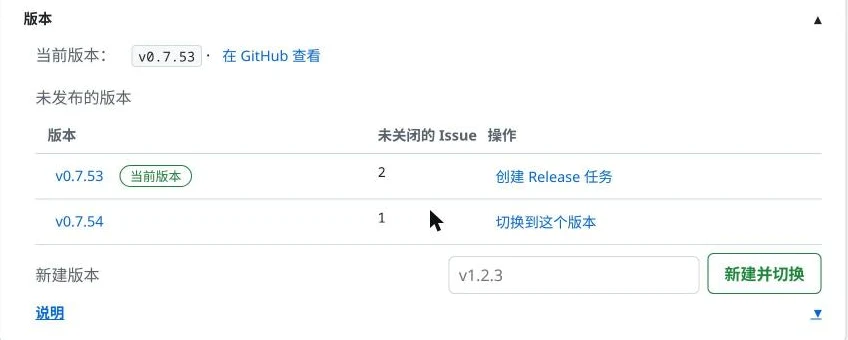 版本 ▲
当前版本： v0.7.53 · 在 GitHub 查看
未发布的版本
版本 未关闭的 Issue 操作
v0.7.53 当前版本 2 创建 Release 任务
v0.7.54 1 切换到这个版本
新建版本 v1.2.3 新建并切换
说明 ▼